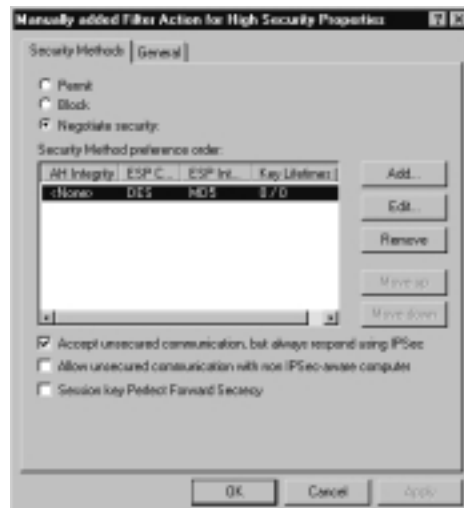 Manually added Filter Action for High Security Properties
Security Methods General
Permit
Block
Negotiate security:
Security Method preference order:
AH Integrity ESP C... ESP Int... Key Lifetimes (
<None> DES MD5 0 / 0
Add...
Edit...
Remove
Move up
Move down
Accept unsecured communication, but always respond using IPSec
Allow unsecured communication with non IPSec-aware computer
Session key Perfect Forward Secrecy
OK Cancel Apply